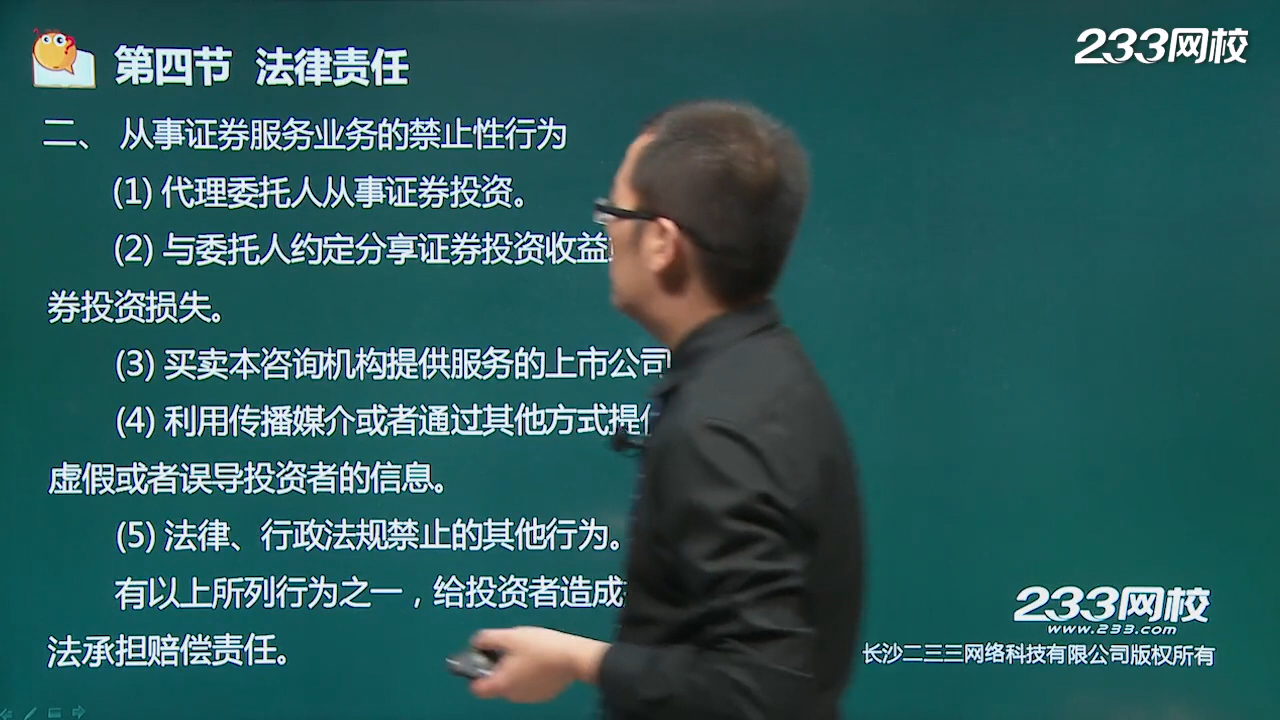 第四节 法律责任
233网校
二、 从事证券服务业务的禁止性行为
(1) 代理委托人从事证券投资。
(2) 与委托人约定分享证券投资收益
券投资损失。
(3) 买卖本咨询机构提供服务的上市公司
(4) 利用传播媒介或者通过其他方式提
虚假或者误导投资者的信息。
(5) 法律、行政法规禁止的其他行为。
有以上所列行为之一，给投资者造成
法承担赔偿责任。
233网校
www.233.com
长沙二三三网络科技有限公司版权所有